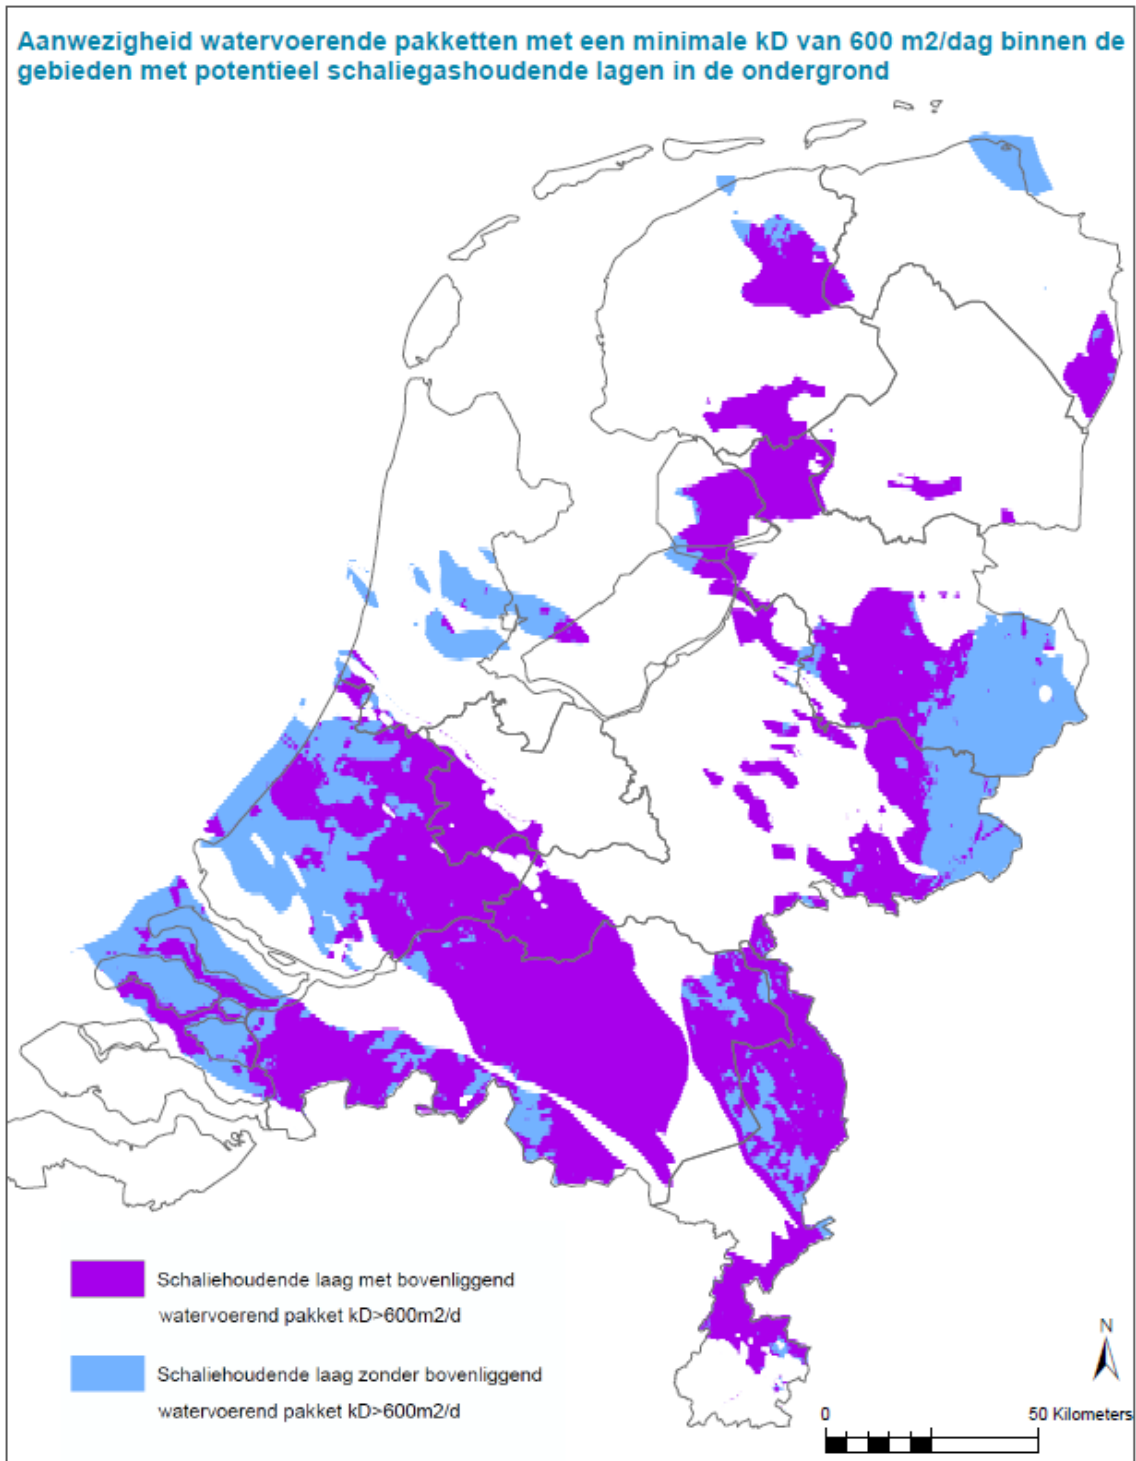 Aanwezigheid watervoerende pakketten met een minimale kD van 600 m2/dag binnen de
gebieden met potentieel schaliegashoudende lagen in de ondergrond
Schaliehoudende laag met bovenliggend
watervoerend pakket kD>600m2/d
Schaliehoudende laag zonder bovenliggend
watervoerend pakket kD>600m2/d
N
0 50 Kilometers